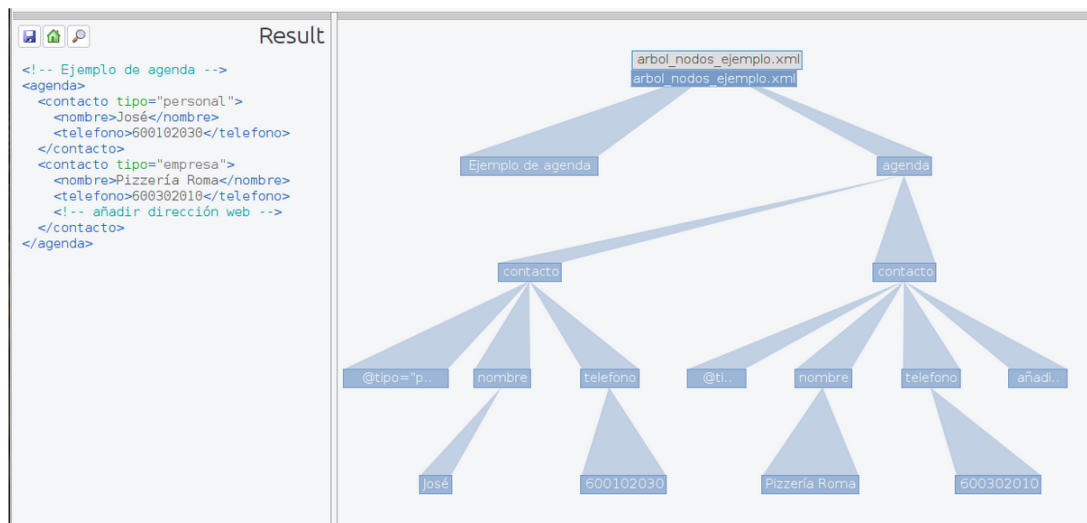 Result
<!-- Ejemplo de agenda -->
<agenda>
<contacto tipo="personal">
<nombre>José</nombre>
<telefono>600102030</telefono>
</contacto>
<contacto tipo="empresa">
<nombre>Pizzería Roma</nombre>
<telefono>600302010</telefono>
<!-- añadir dirección web -->
</contacto>
</agenda>
arbol_nodos_ejemplo.xml
arbol_nodos_ejemplo.xml
Ejemplo de agenda
agenda
contacto
contacto
@tipo="p..
nombre
telefono
@ti..
nombre
telefono
añadi..
José
600102030
Pizzería Roma
600302010